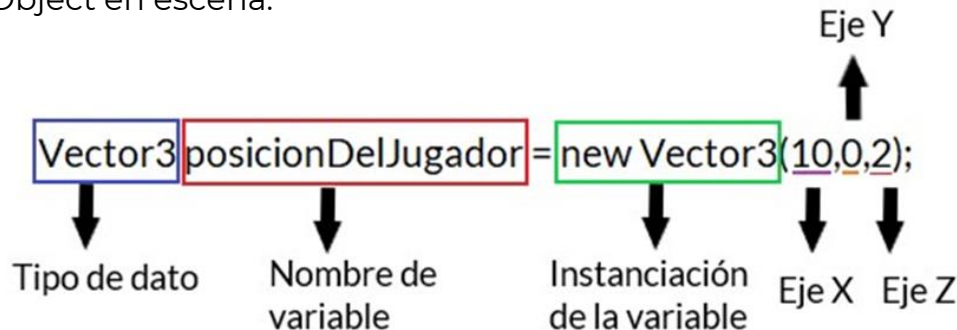 Object en escena.
Eje Y
Vector3 posicionDelJugador = new Vector3(10,0,2);
Tipo de dato
Nombre de
variable
Instanciación
de la variable
Eje X
Eje Z